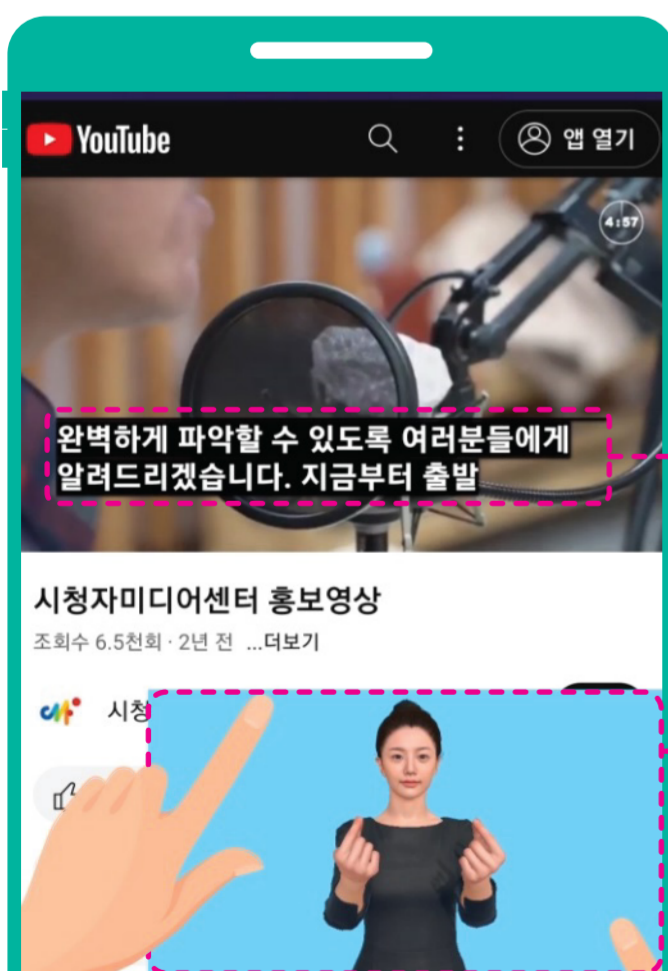 YouTube
앱 열기
4:57
완벽하게 파악할 수 있도록 여러분들에게
알려드리겠습니다. 지금부터 출발
시청자미디어센터 홍보영상
조회수 6.5천회 · 2년 전 ...더보기
시청